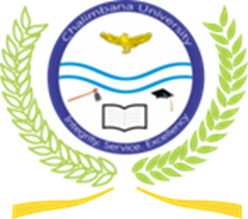 Chalimbana University
Integrity, Service, Excellency